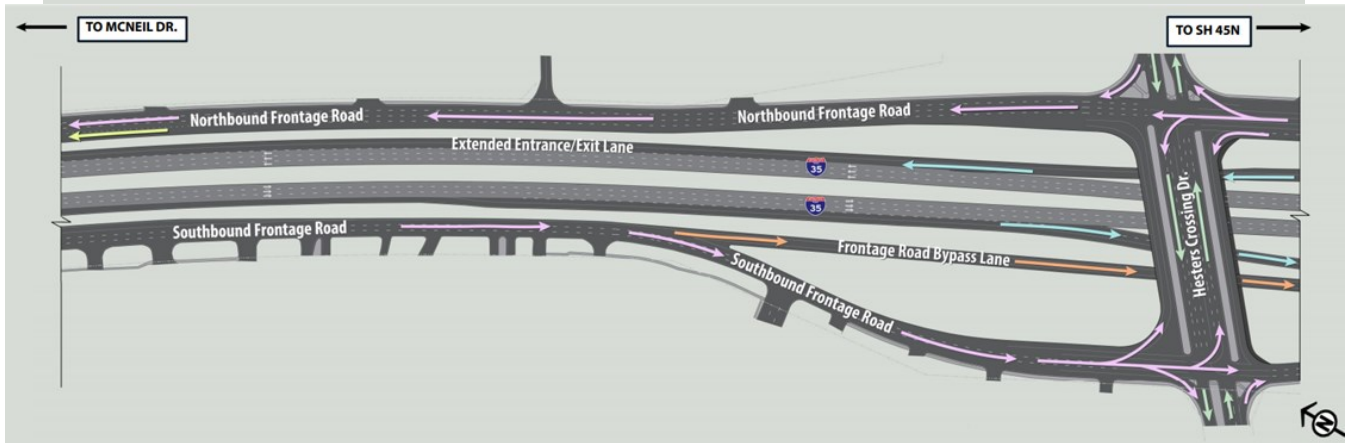 TO MCNEIL DR.
TO SH 45N
Northbound Frontage Road
Northbound Frontage Road
Extended Entrance/Exit Lane
35
35
Southbound Frontage Road
Frontage Road Bypass Lane
Southbound Frontage Road
Hesters Crossing Dr.
N